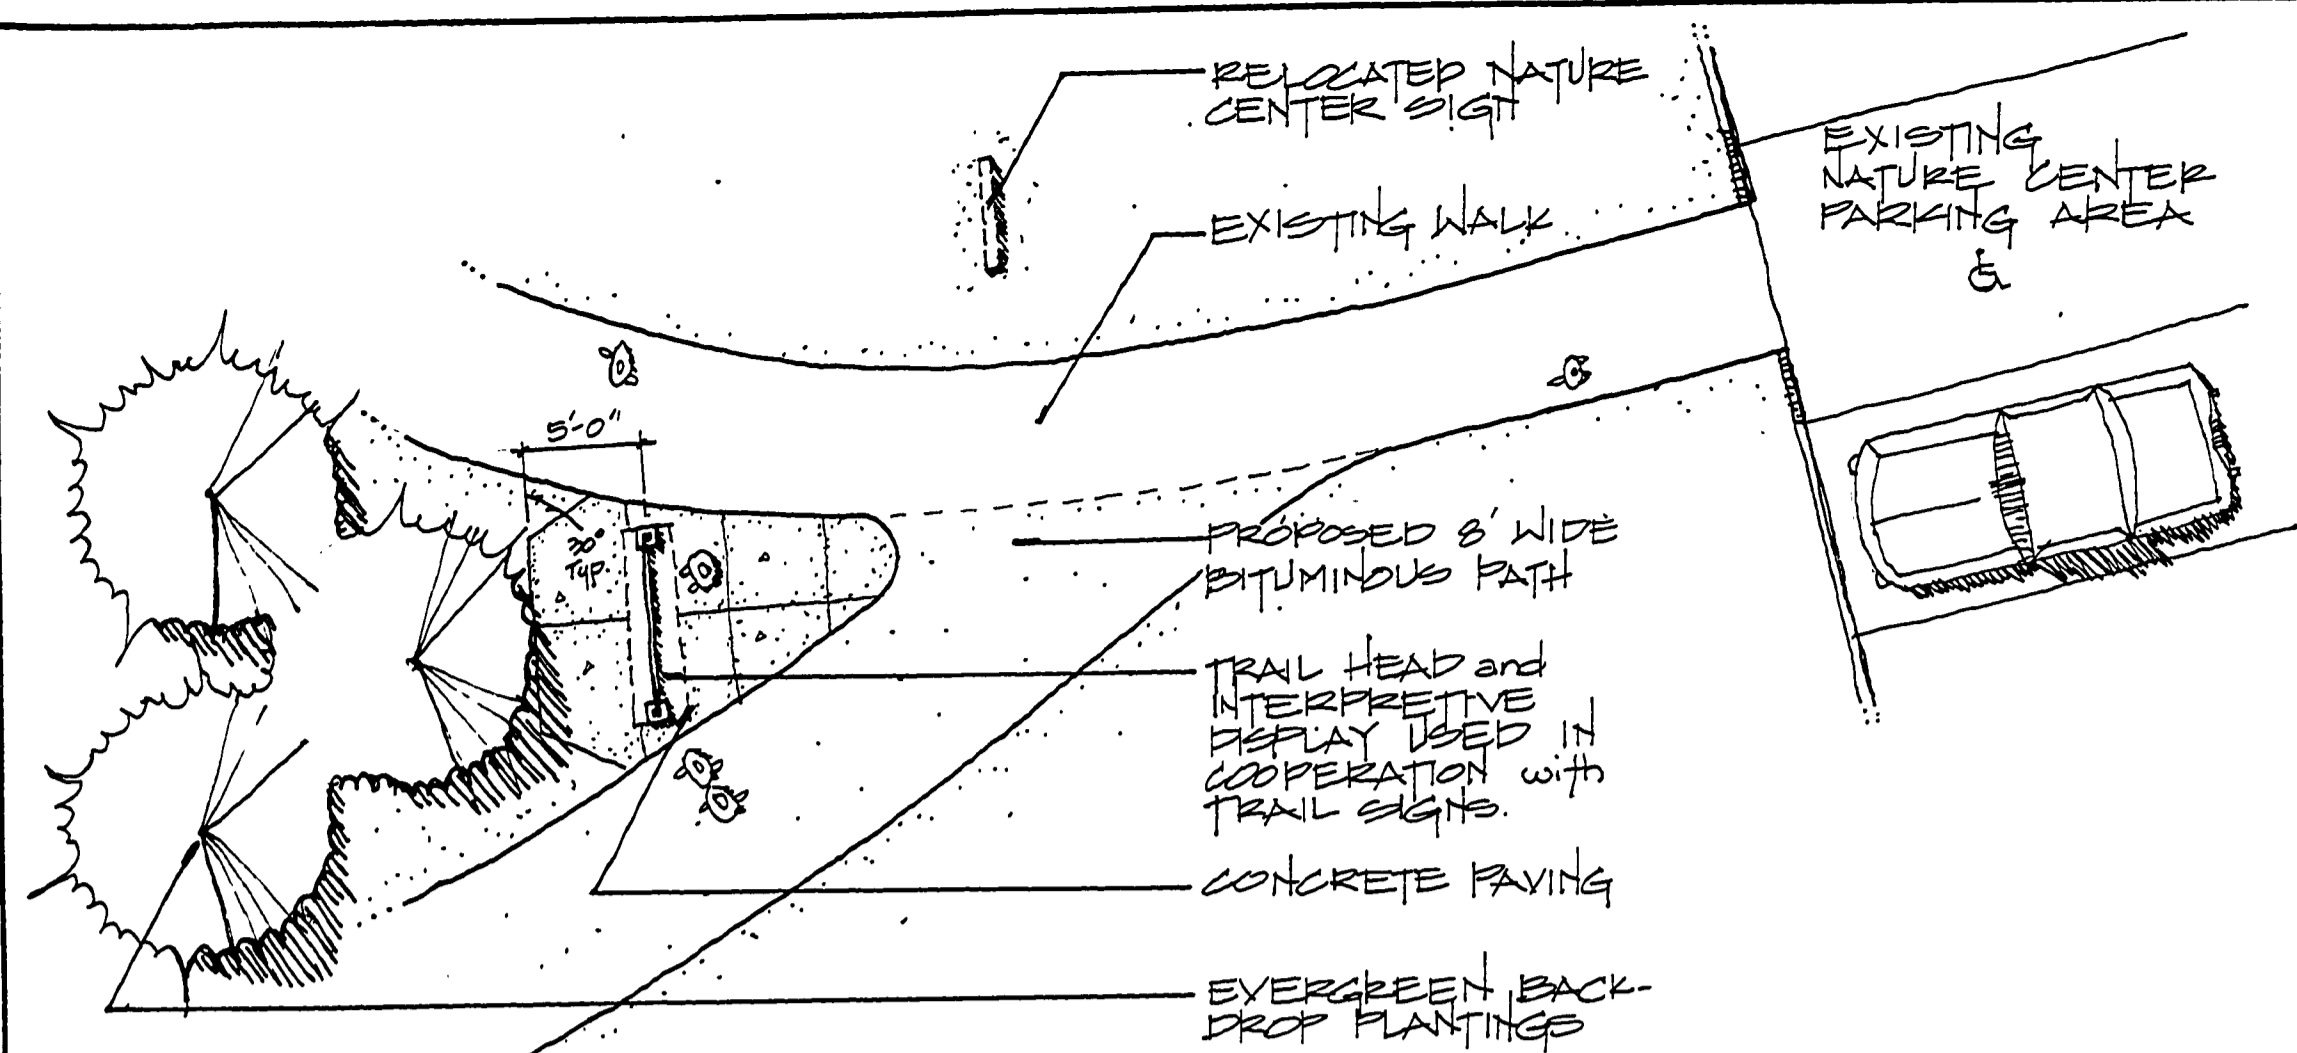 RELOCATED NATURE
CENTER SIGN
EXISTING WALK
EXISTING
NATURE CENTER
PARKING AREA
5'-0"
30°
TYP.
PROPOSED 8' WIDE
BITUMINOUS PATH
TRAIL HEAD and
INTERPRETIVE
DISPLAY USED IN
COOPERATION with
TRAIL SIGNS.
CONCRETE PAVING
EVERGREEN BACK-
DROP PLANTINGS